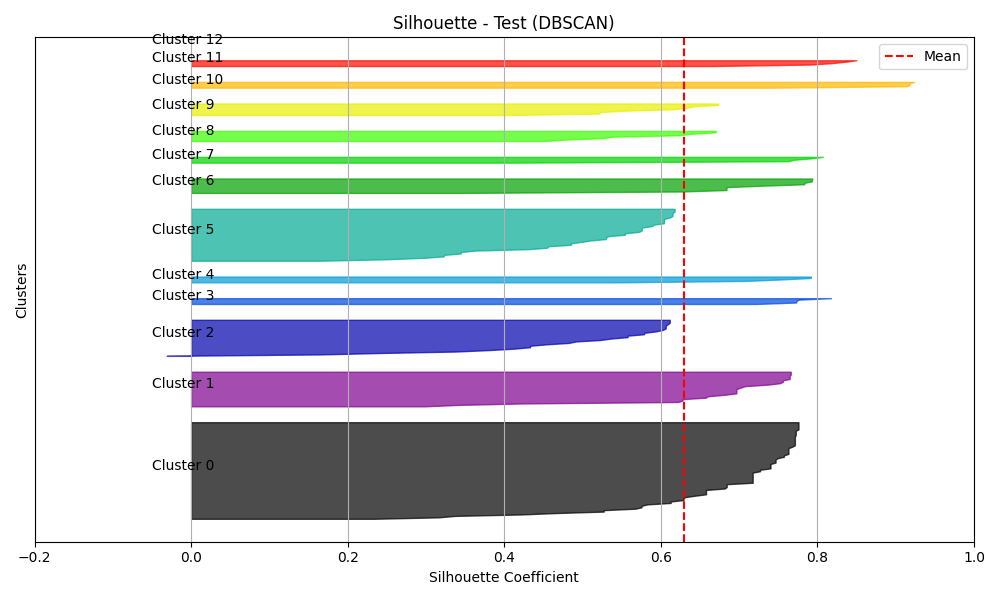 Silhouette - Test (DBSCAN)
Mean
Cluster 12
Cluster 11
Cluster 10
Cluster 9
Cluster 8
Cluster 7
Cluster 6
Cluster 5
Cluster 4
Cluster 3
Cluster 2
Cluster 1
Cluster 0
Clusters
−0.2 0.0 0.2 0.4 0.6 0.8 1.0
Silhouette Coefficient